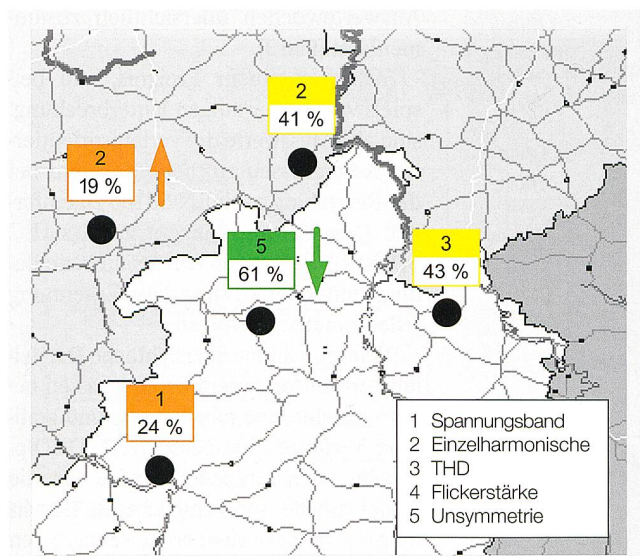 2
41 %
2
19 %
5
61 %
3
43 %
1
24 %
1 Spannungsband
2 Einzelharmonische
3 THD
4 Flickerstärke
5 Unsymmetrie